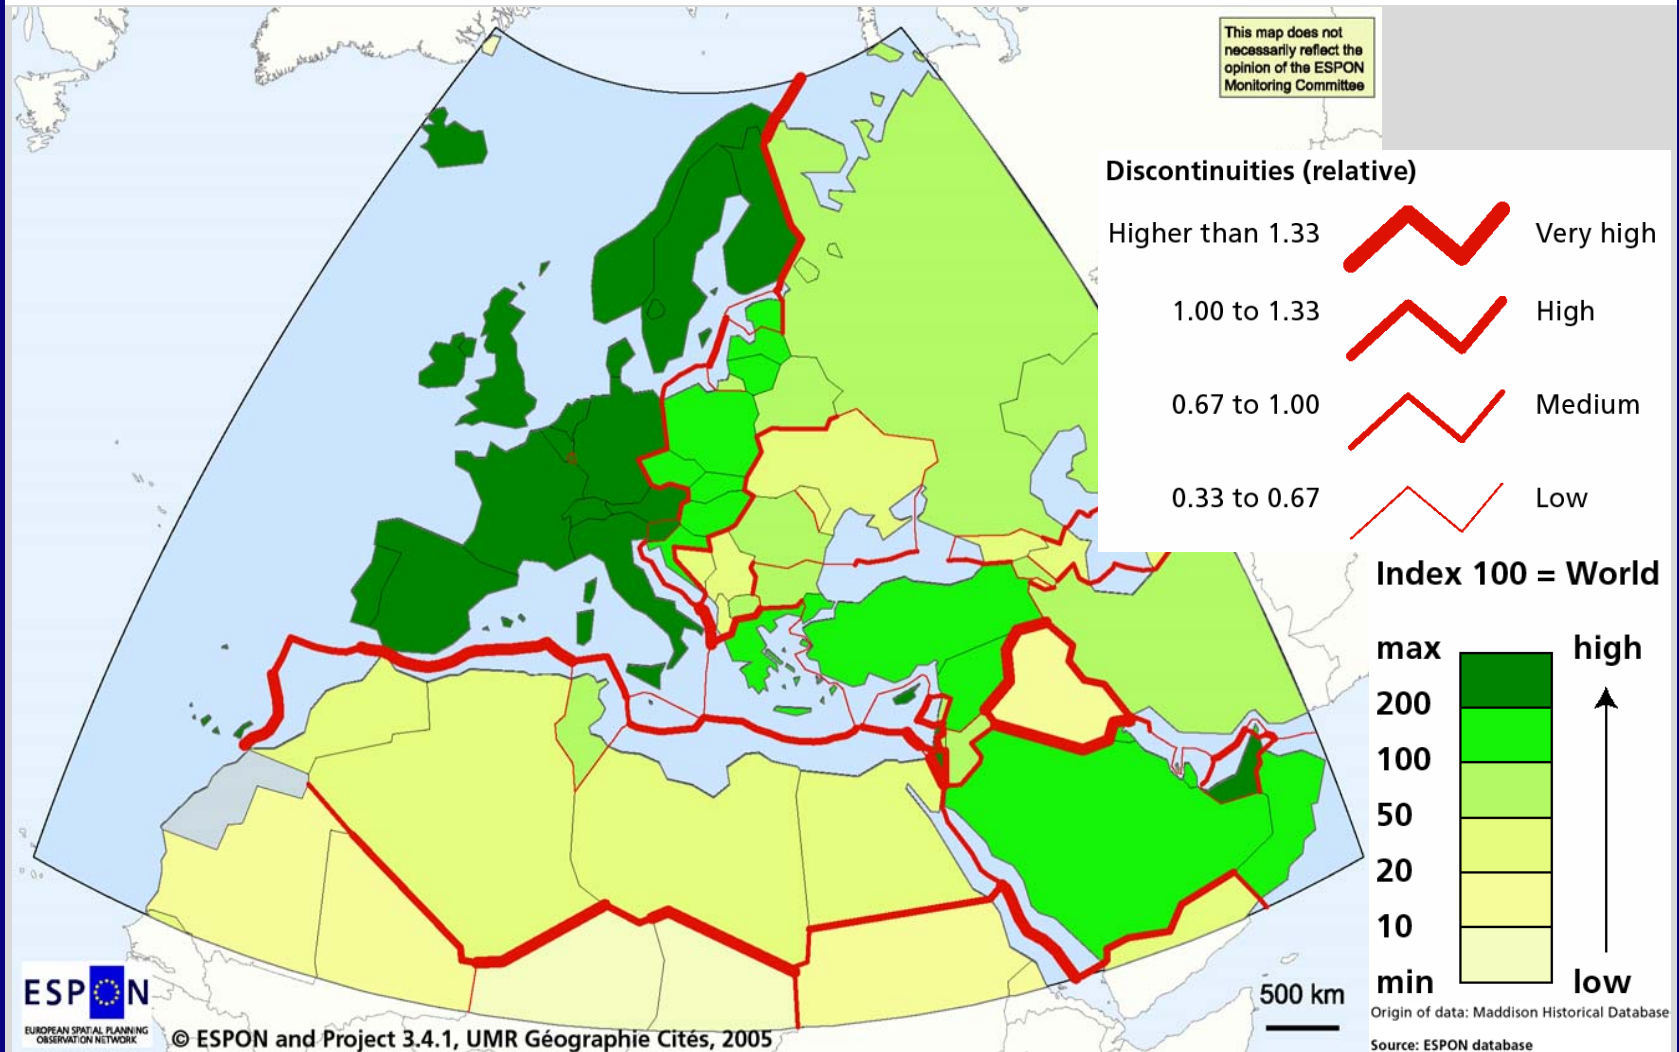 This map does not
necessarily reflect the
opinion of the ESPON
Monitoring Committee
Discontinuities (relative)
Higher than 1.33 Very high
1.00 to 1.33 High
0.67 to 1.00 Medium
0.33 to 0.67 Low
Index 100 = World
max high
200
100
50
20
10
min low
500 km
Origin of data: Maddison Historical Database
Source: ESPON database
ESPON
EUROPEAN SPATIAL PLANNING
OBSERVATION NETWORK
© ESPON and Project 3.4.1, UMR Géographie Cités, 2005